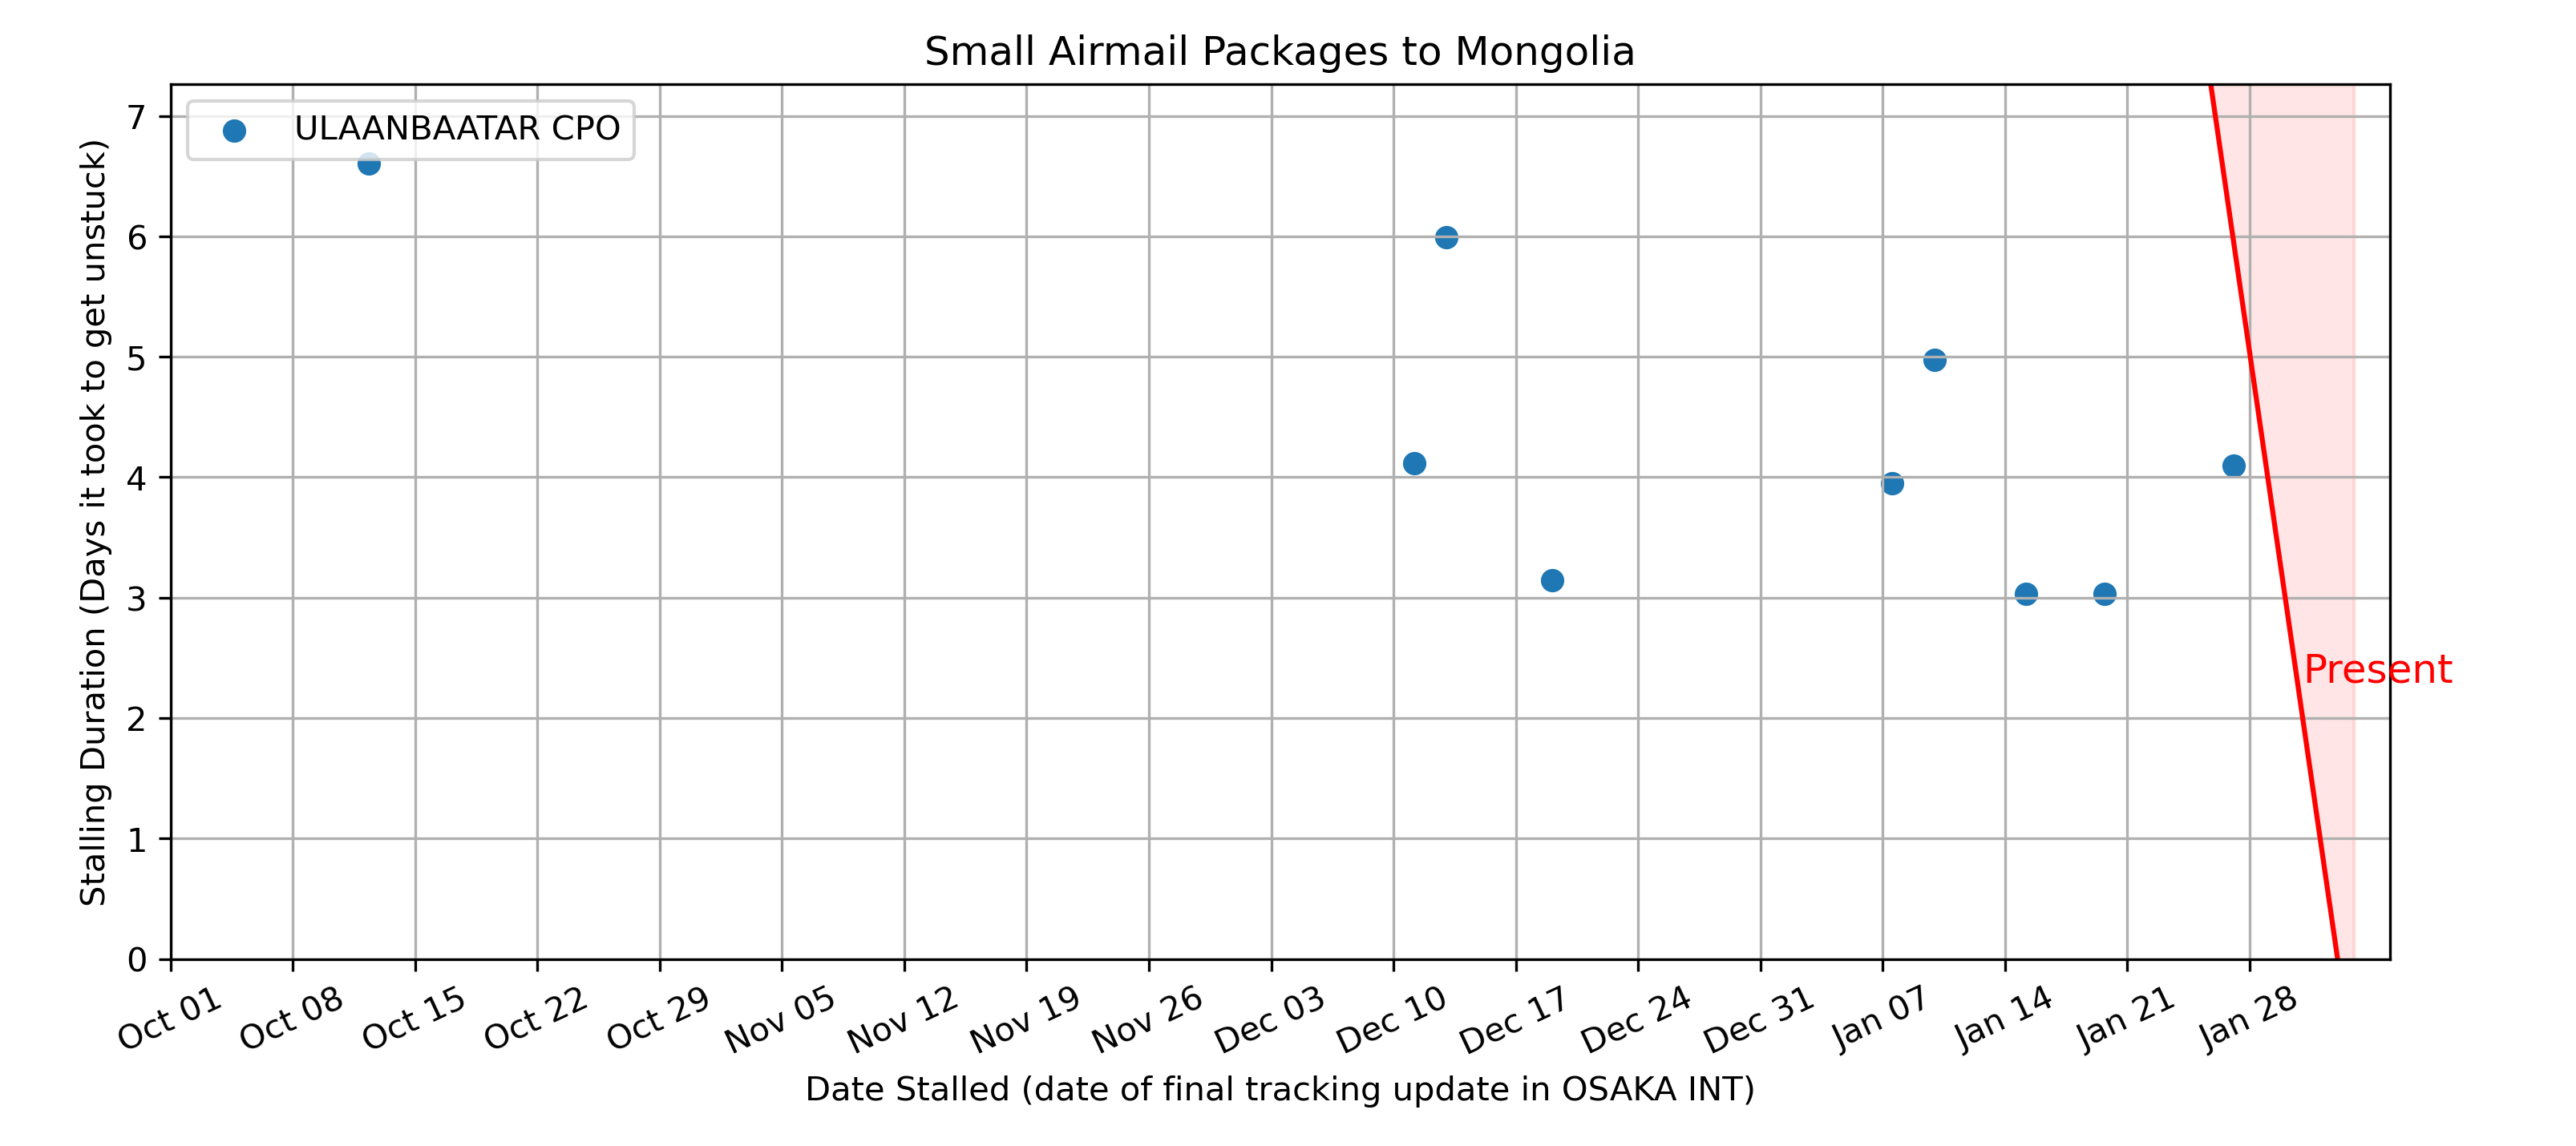 Small Airmail Packages to Mongolia
ULAANBAATAR CPO
Stalling Duration (Days it took to get unstuck)
7
6
5
4
3
2
1
0
Present
Oct 01
Oct 08
Oct 15
Oct 22
Oct 29
Nov 05
Nov 12
Nov 19
Nov 26
Dec 03
Dec 10
Dec 17
Dec 24
Dec 31
Jan 07
Jan 14
Jan 21
Jan 28
Date Stalled (date of final tracking update in OSAKA INT)